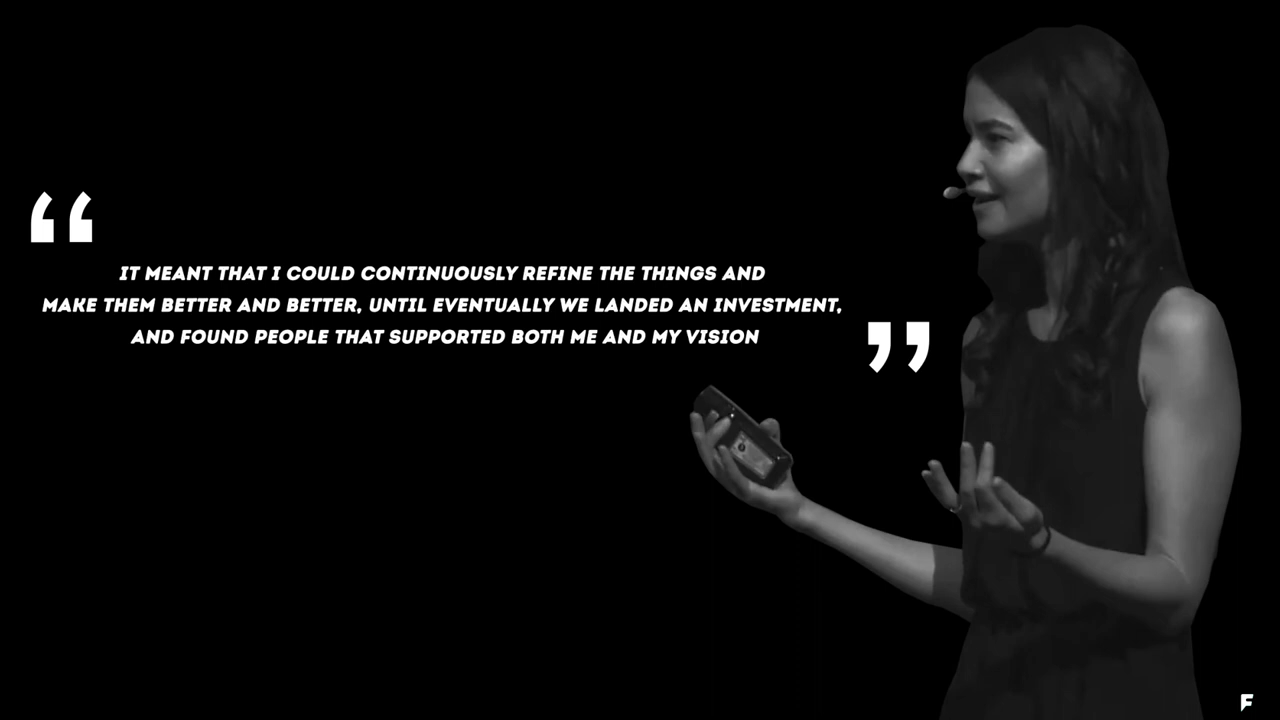 “
IT MEANT THAT I COULD CONTINUOUSLY REFINE THE THINGS AND
MAKE THEM BETTER AND BETTER, UNTIL EVENTUALLY WE LANDED AN INVESTMENT,
AND FOUND PEOPLE THAT SUPPORTED BOTH ME AND MY VISION
”
F